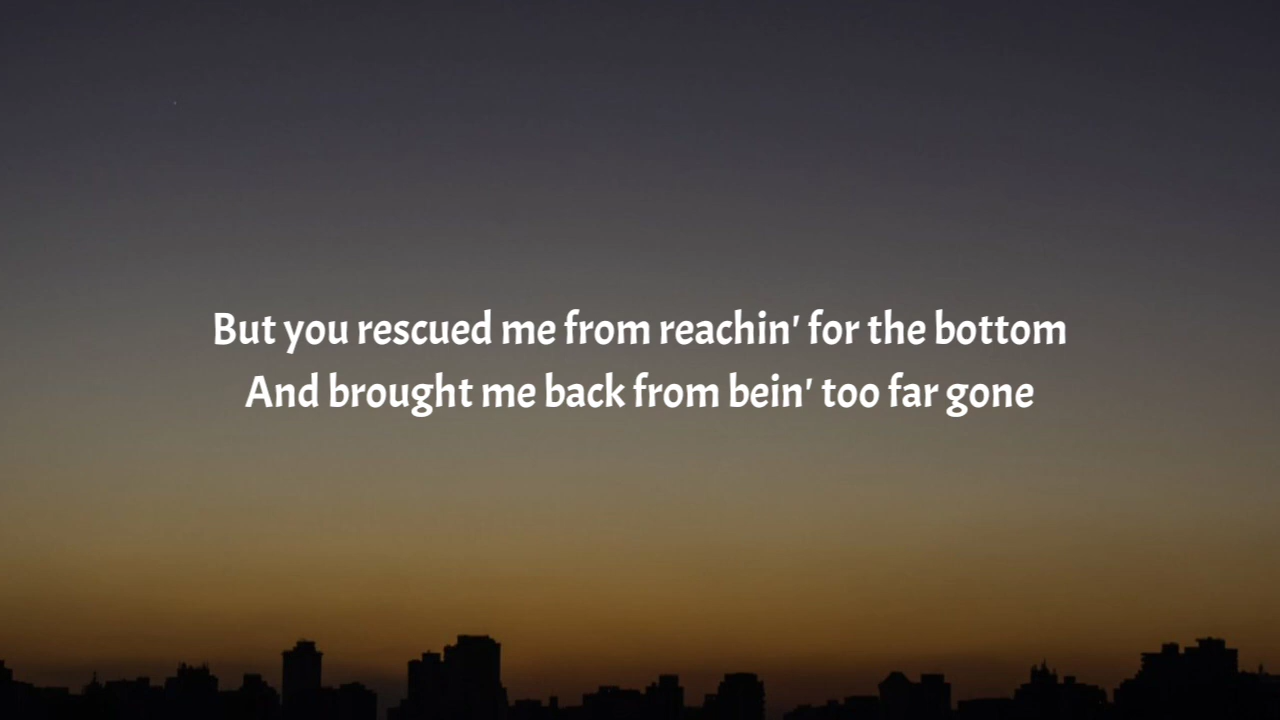 But you rescued me from reachin' for the bottom
And brought me back from bein' too far gone